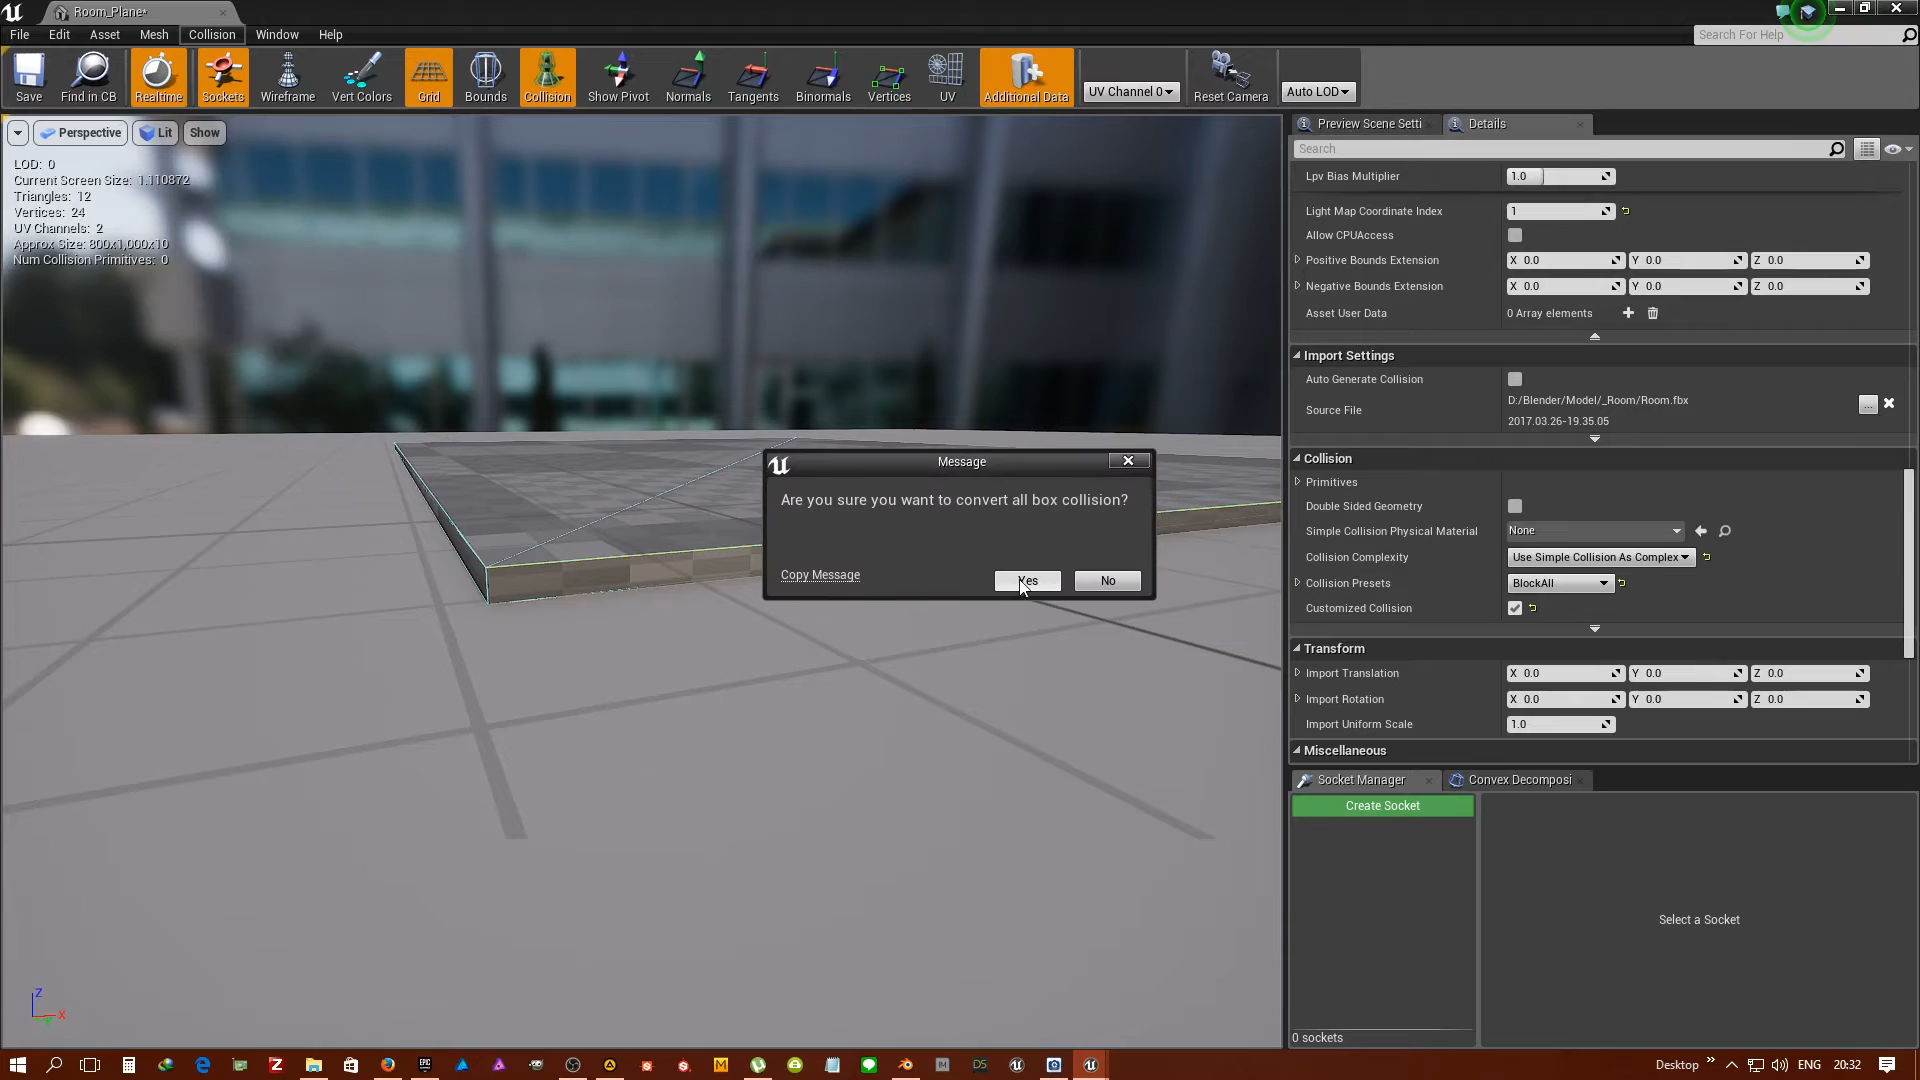 Room_Plane*
File Edit Asset Mesh Collision Window Help
Search For Help
Save Find in CB Realtime Sockets Wireframe Vert Colors Grid Bounds Collision Show Pivot Normals Tangents Binormals Vertices UV Additional Data UV Channel 0 Reset Camera Auto LOD
Perspective Lit Show
LOD: 0
Current Screen Size: 1.110872
Triangles: 12
Vertices: 24
UV Channels: 2
Approx Size: 800x1,000x10
Num Collision Primitives: 0
Message
Are you sure you want to convert all box collision?
Copy Message
Yes No
Z
X
Y
Preview Scene Setti Details
Search
Lpv Bias Multiplier 1.0
Light Map Coordinate Index 1
Allow CPUAccess
Positive Bounds Extension X 0.0 Y 0.0 Z 0.0
Negative Bounds Extension X 0.0 Y 0.0 Z 0.0
Asset User Data 0 Array elements
Import Settings
Auto Generate Collision
Source File D:/Blender/Model/_Room/Room.fbx
2017.03.26-19.35.05
Collision
Primitives
Double Sided Geometry
Simple Collision Physical Material None
Collision Complexity Use Simple Collision As Complex
Collision Presets BlockAll
Customized Collision
Transform
Import Translation X 0.0 Y 0.0 Z 0.0
Import Rotation X 0.0 Y 0.0 Z 0.0
Import Uniform Scale 1.0
Miscellaneous
Socket Manager Convex Decomposi
Create Socket
Select a Socket
0 sockets
EPIC IM DS Desktop ENG 20:32